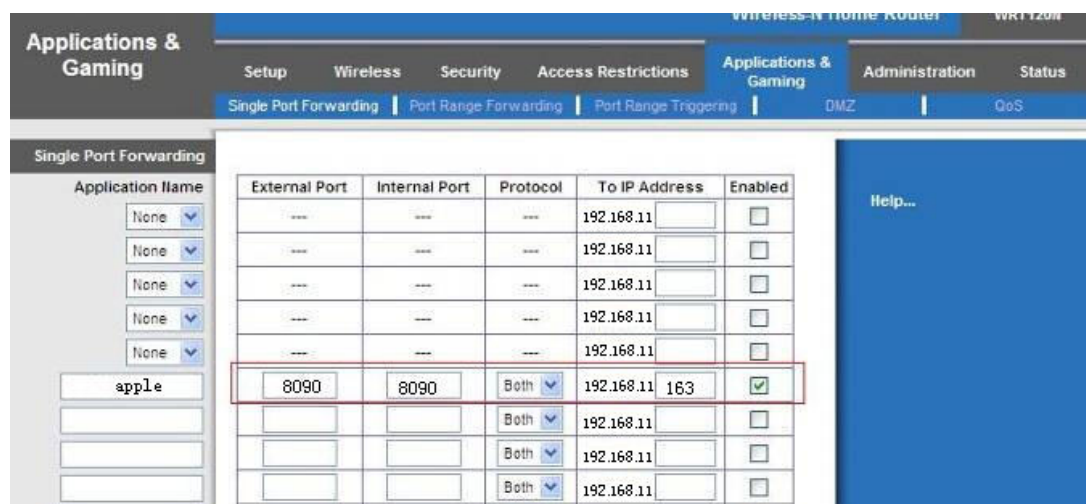 Wireless-N Home Router WRT120N
Applications &
Gaming
Setup Wireless Security Access Restrictions Applications & Gaming Administration Status
Single Port Forwarding Port Range Forwarding Port Range Triggering DMZ QoS
Single Port Forwarding
Application Name External Port Internal Port Protocol To IP Address Enabled
Help...
None --- --- --- 192.168.11
None --- --- --- 192.168.11
None --- --- --- 192.168.11
None --- --- --- 192.168.11
None --- --- --- 192.168.11
apple 8090 8090 Both 192.168.11 163
Both 192.168.11
Both 192.168.11
Both 192.168.11